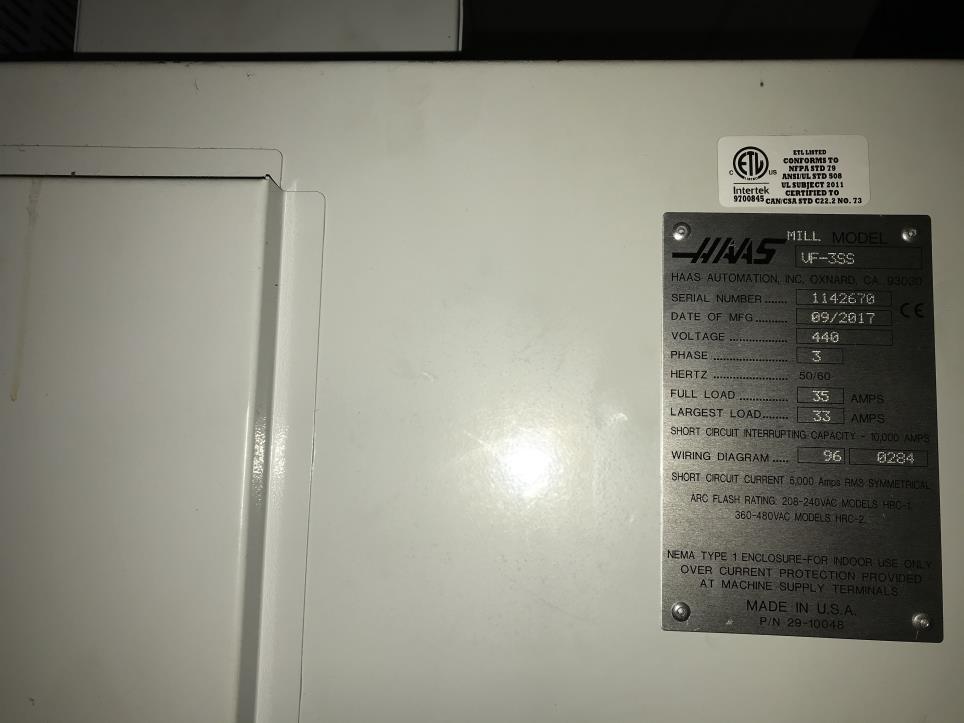 ETL LISTED
CONFORMS TO
NFPA STD 79
ANSI/UL STD 508
UL SUBJECT 2011
CERTIFIED TO
CAN/CSA STD C22.2 NO. 73
C ETL US
Intertek
9700845
HAAS MILL MODEL
VF-3SS
HAAS AUTOMATION, INC. OXNARD, CA. 93030
SERIAL NUMBER ....... 1142670
CE
DATE OF MFG .......... 09/2017
VOLTAGE .................. 440
PHASE ....................... 3
HERTZ ....................... 50/60
FULL LOAD ............... 35 AMPS
LARGEST LOAD........ 33 AMPS
SHORT CIRCUIT INTERRUPTING CAPACITY - 10,000 AMPS
WIRING DIAGRAM ..... 96 0284
SHORT CIRCUIT CURRENT 5,000 Amps RMS SYMMETRICAL
ARC FLASH RATING: 208-240VAC MODELS HRC-1,
360-480VAC MODELS HRC-2.
NEMA TYPE 1 ENCLOSURE-FOR INDOOR USE ONLY
OVER CURRENT PROTECTION PROVIDED
AT MACHINE SUPPLY TERMINALS
MADE IN U.S.A.
P/N 29-10048